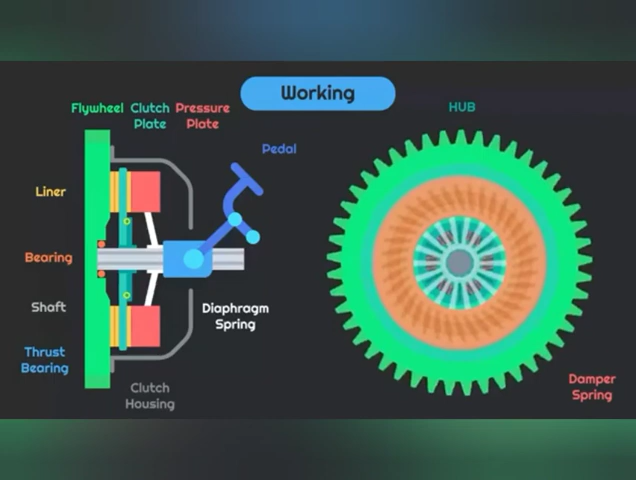 Working
Flywheel
Clutch
Plate
Pressure
Plate
HUB
Pedal
Liner
Bearing
Shaft
Diaphragm
Spring
Thrust
Bearing
Clutch
Housing
Damper
Spring